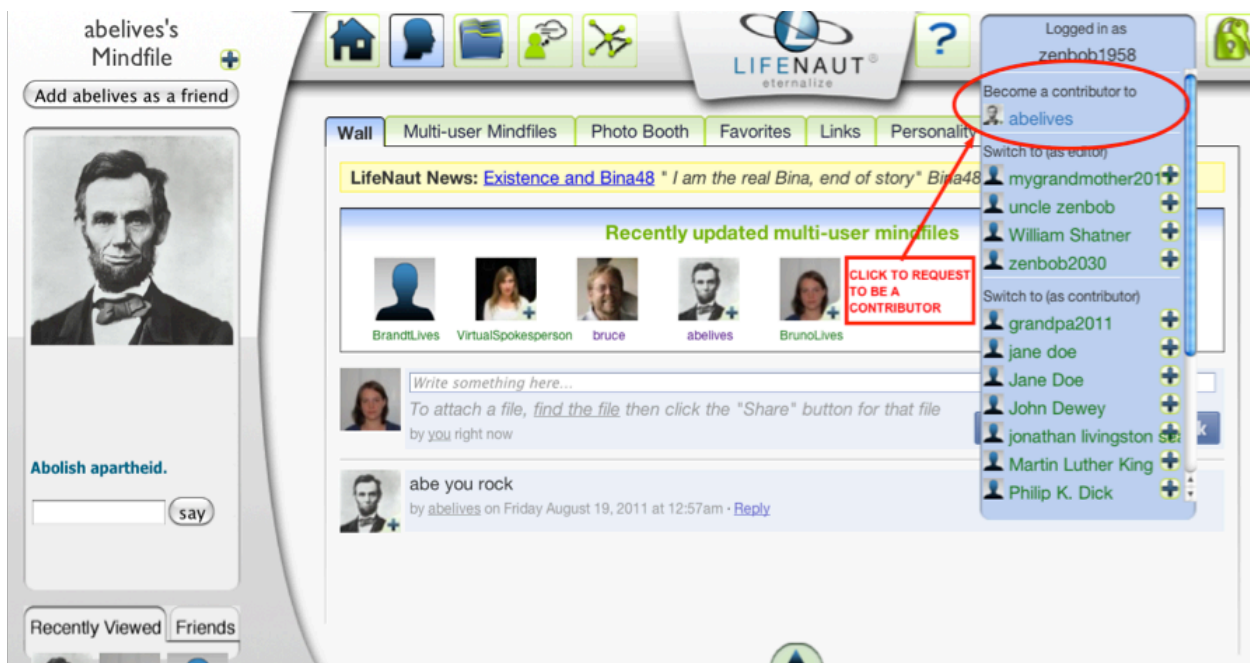 abelives's
Mindfile
Add abelives as a friend
Abolish apartheid.
say
Recently Viewed
Friends
LIFENAUT®
eternalize
?
Wall
Multi-user Mindfiles
Photo Booth
Favorites
Links
Personality
LifeNaut News: Existence and Bina48 " I am the real Bina, end of story" Bina48
Recently updated multi-user mindfiles
BrandtLives
VirtualSpokesperson
bruce
abelives
BrunoLives
CLICK TO REQUEST
TO BE A
CONTRIBUTOR
Write something here...
To attach a file, find the file then click the "Share" button for that file
by you right now
abe you rock
by abelives on Friday August 19, 2011 at 12:57am • Reply
Logged in as
zenbob1958
Become a contributor to
abelives
Switch to (as editor)
mygrandmother201
uncle zenbob
William Shatner
zenbob2030
Switch to (as contributor)
grandpa2011
jane doe
Jane Doe
John Dewey
jonathan livingston
Martin Luther King
Philip K. Dick